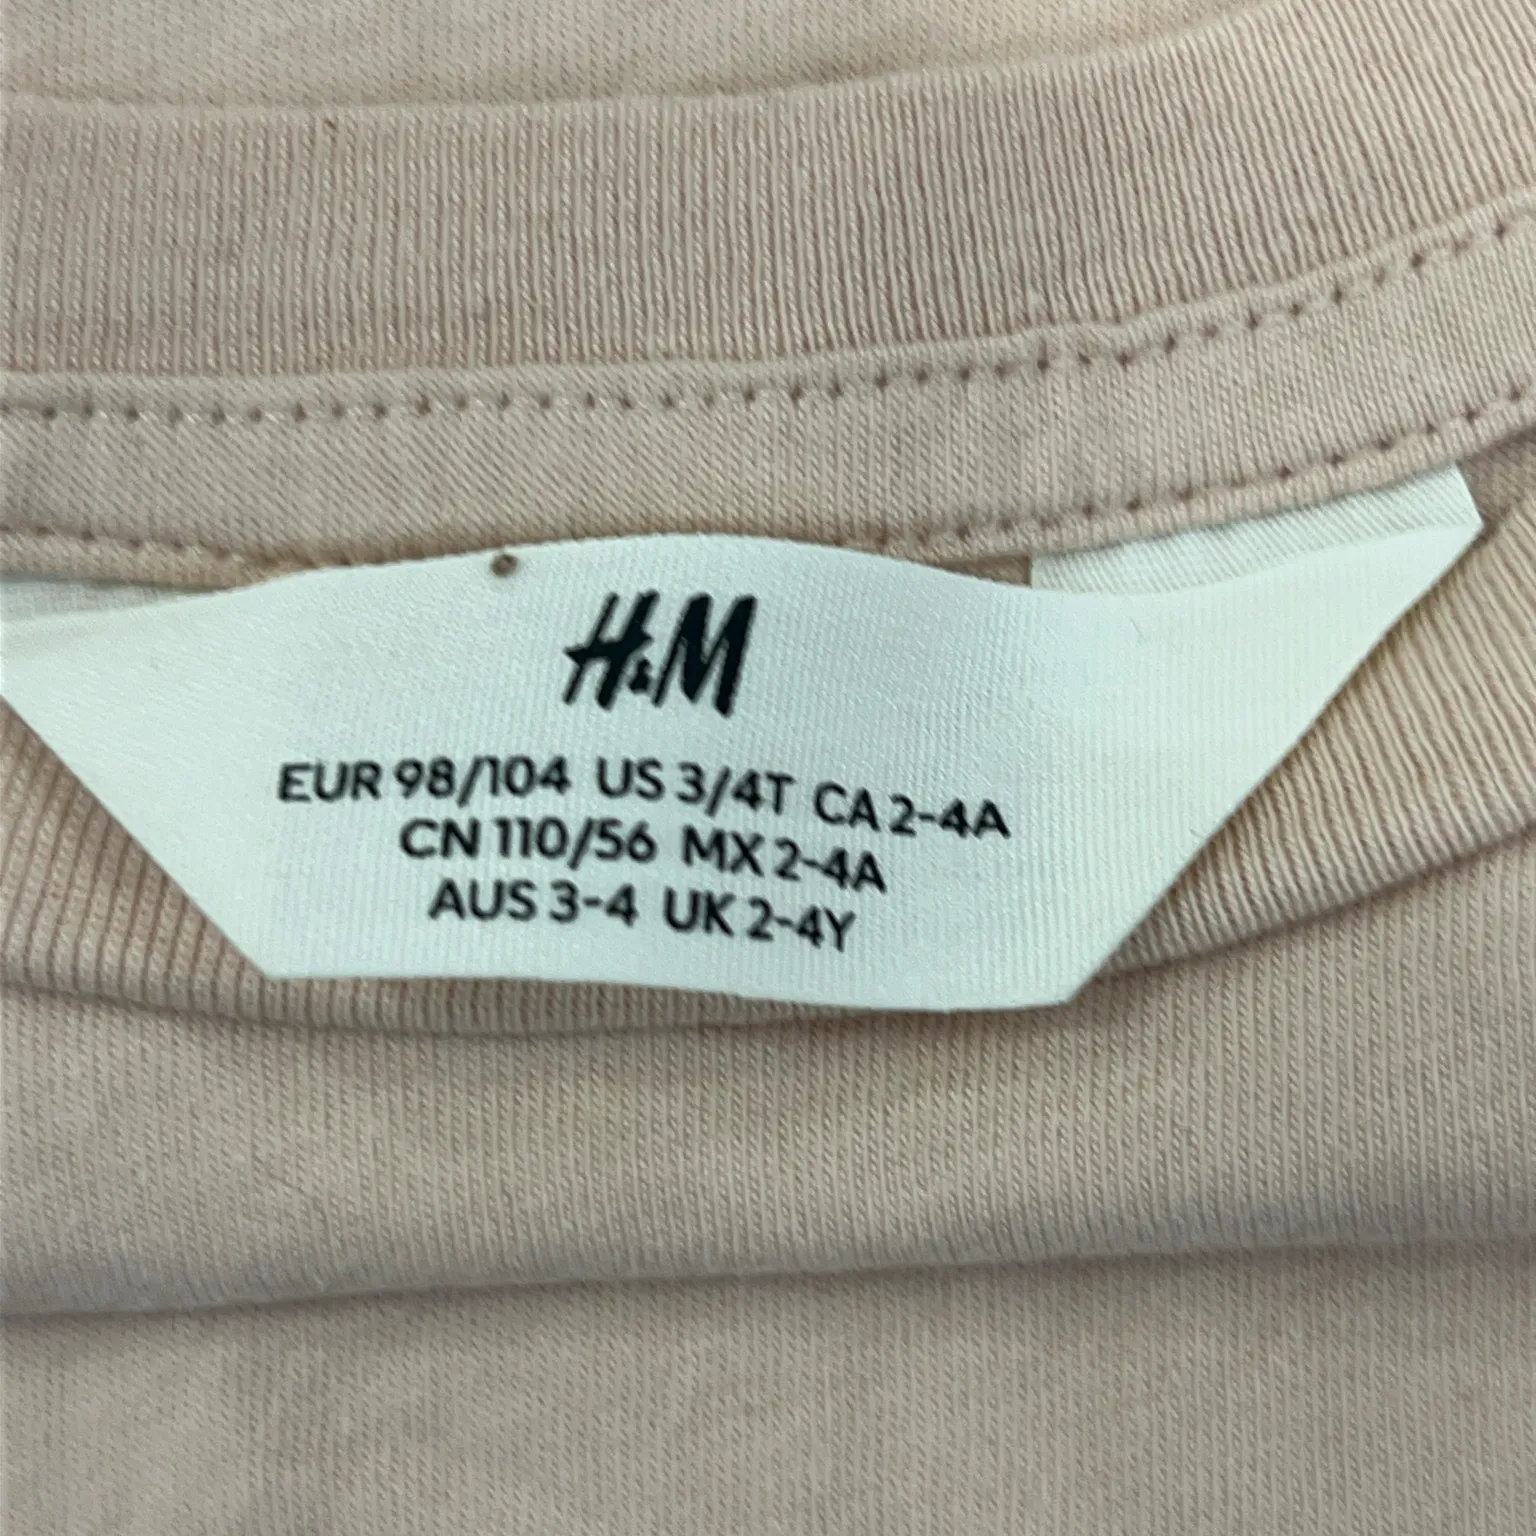 H&M
EUR 98/104 US 3/4T CA 2-4A
CN 110/56 MX 2-4A
AUS 3-4 UK 2-4Y